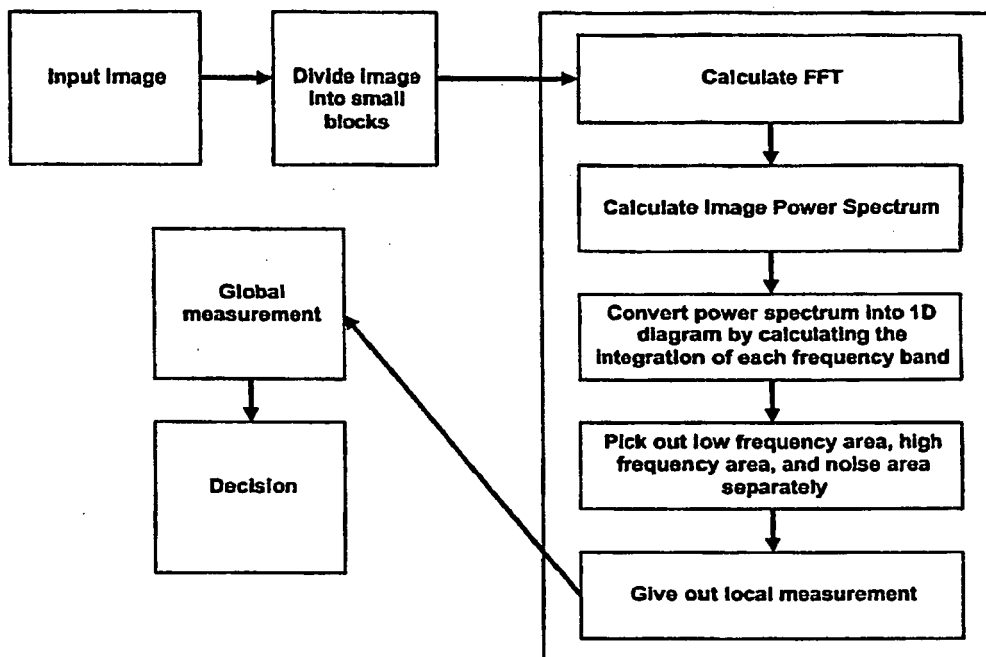 Input Image
Divide image
into small
blocks
Calculate FFT
Calculate Image Power Spectrum
Convert power spectrum into 1D
diagram by calculating the
integration of each frequency band
Pick out low frequency area, high
frequency area, and noise area
separately
Give out local measurement
Global
measurement
Decision